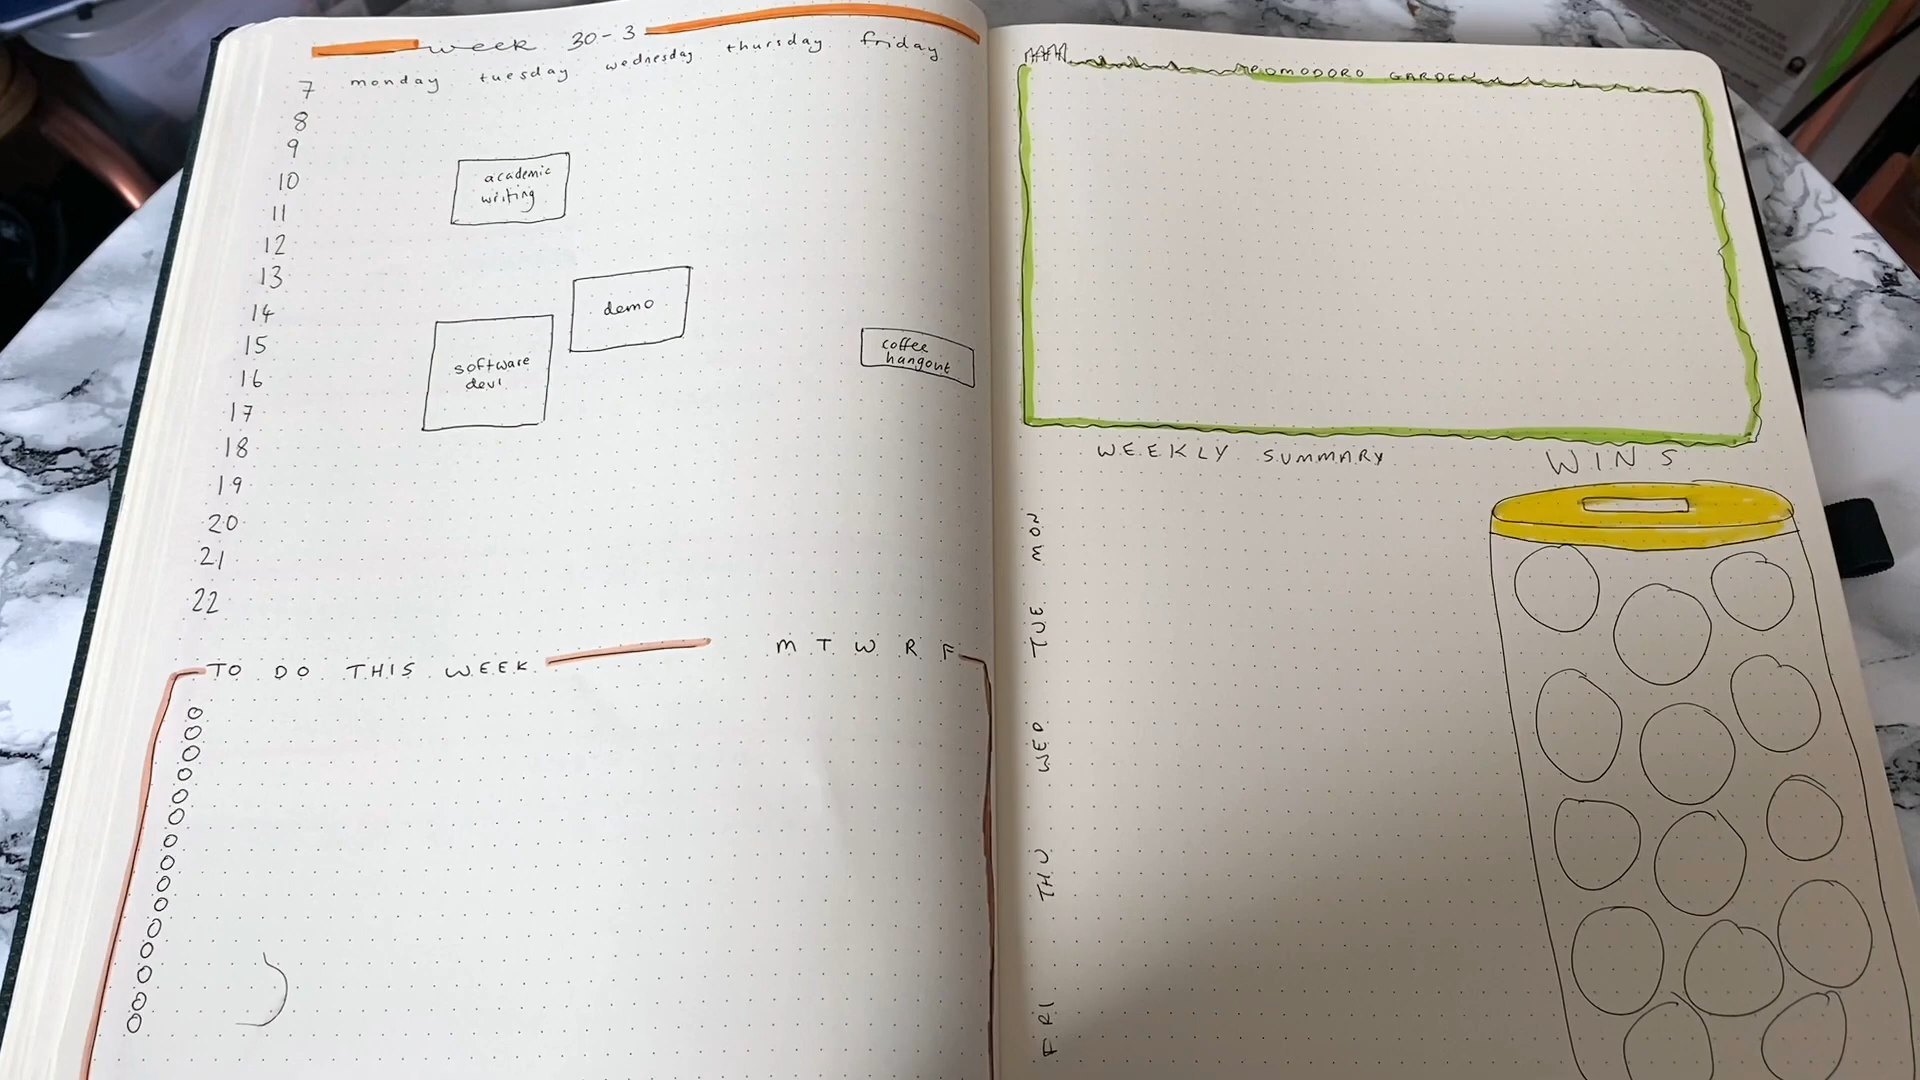 week 30-3
monday tuesday wednesday thursday friday
7
8
9
10
11
12
13
14
15
16
17
18
19
20
21
22
academic
writing
demo
software
dev
coffee
hangout
TO DO THIS WEEK
M T W R F
POMODORO GARDEN
WEEKLY SUMMARY
MON
TUE
WED
THU
FRI
WINS